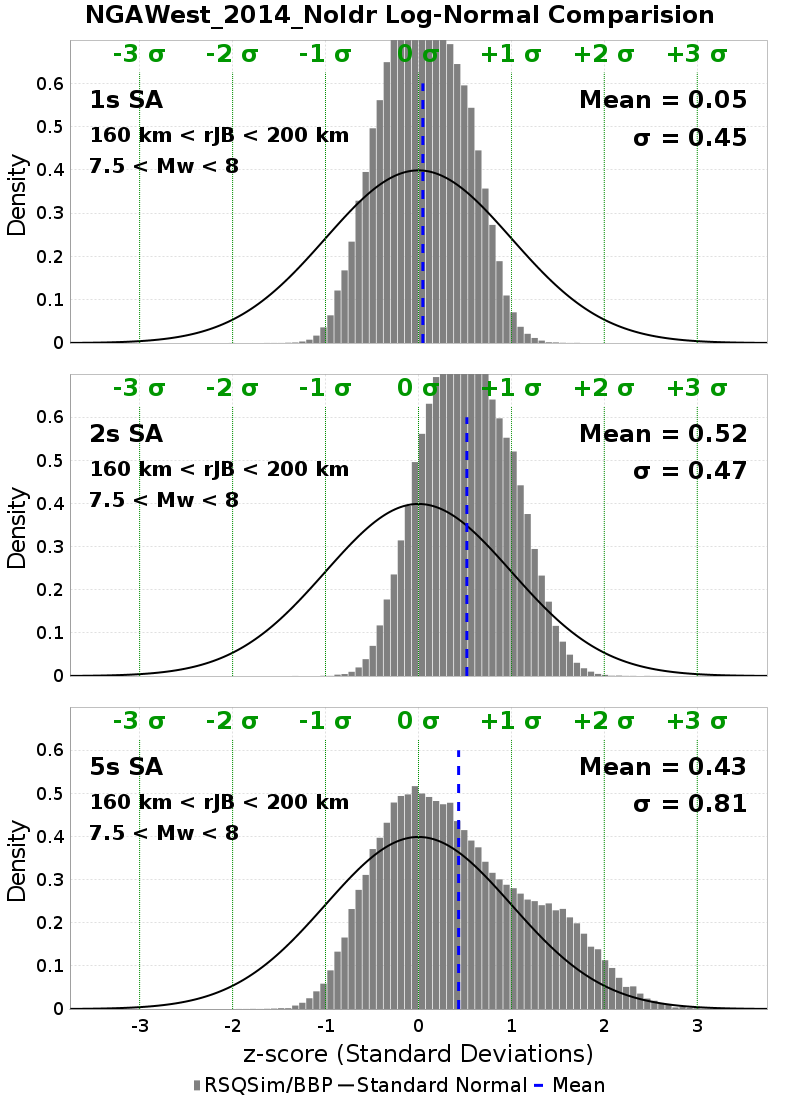 NGAWest_2014_NoIdr Log-Normal Comparision
-3 σ -2 σ -1 σ 0 σ +1 σ +2 σ +3 σ
1s SA
Mean = 0.05
160 km < rJB < 200 km
σ = 0.45
7.5 < Mw < 8
Density
0.6
0.5
0.4
0.3
0.2
0.1
0
-3 σ -2 σ -1 σ 0 σ +1 σ +2 σ +3 σ
2s SA
Mean = 0.52
160 km < rJB < 200 km
σ = 0.47
7.5 < Mw < 8
Density
0.6
0.5
0.4
0.3
0.2
0.1
0
-3 σ -2 σ -1 σ 0 σ +1 σ +2 σ +3 σ
5s SA
Mean = 0.43
160 km < rJB < 200 km
σ = 0.81
7.5 < Mw < 8
Density
0.6
0.5
0.4
0.3
0.2
0.1
0
-3 -2 -1 0 1 2 3
z-score (Standard Deviations)
RSQSim/BBP Standard Normal Mean